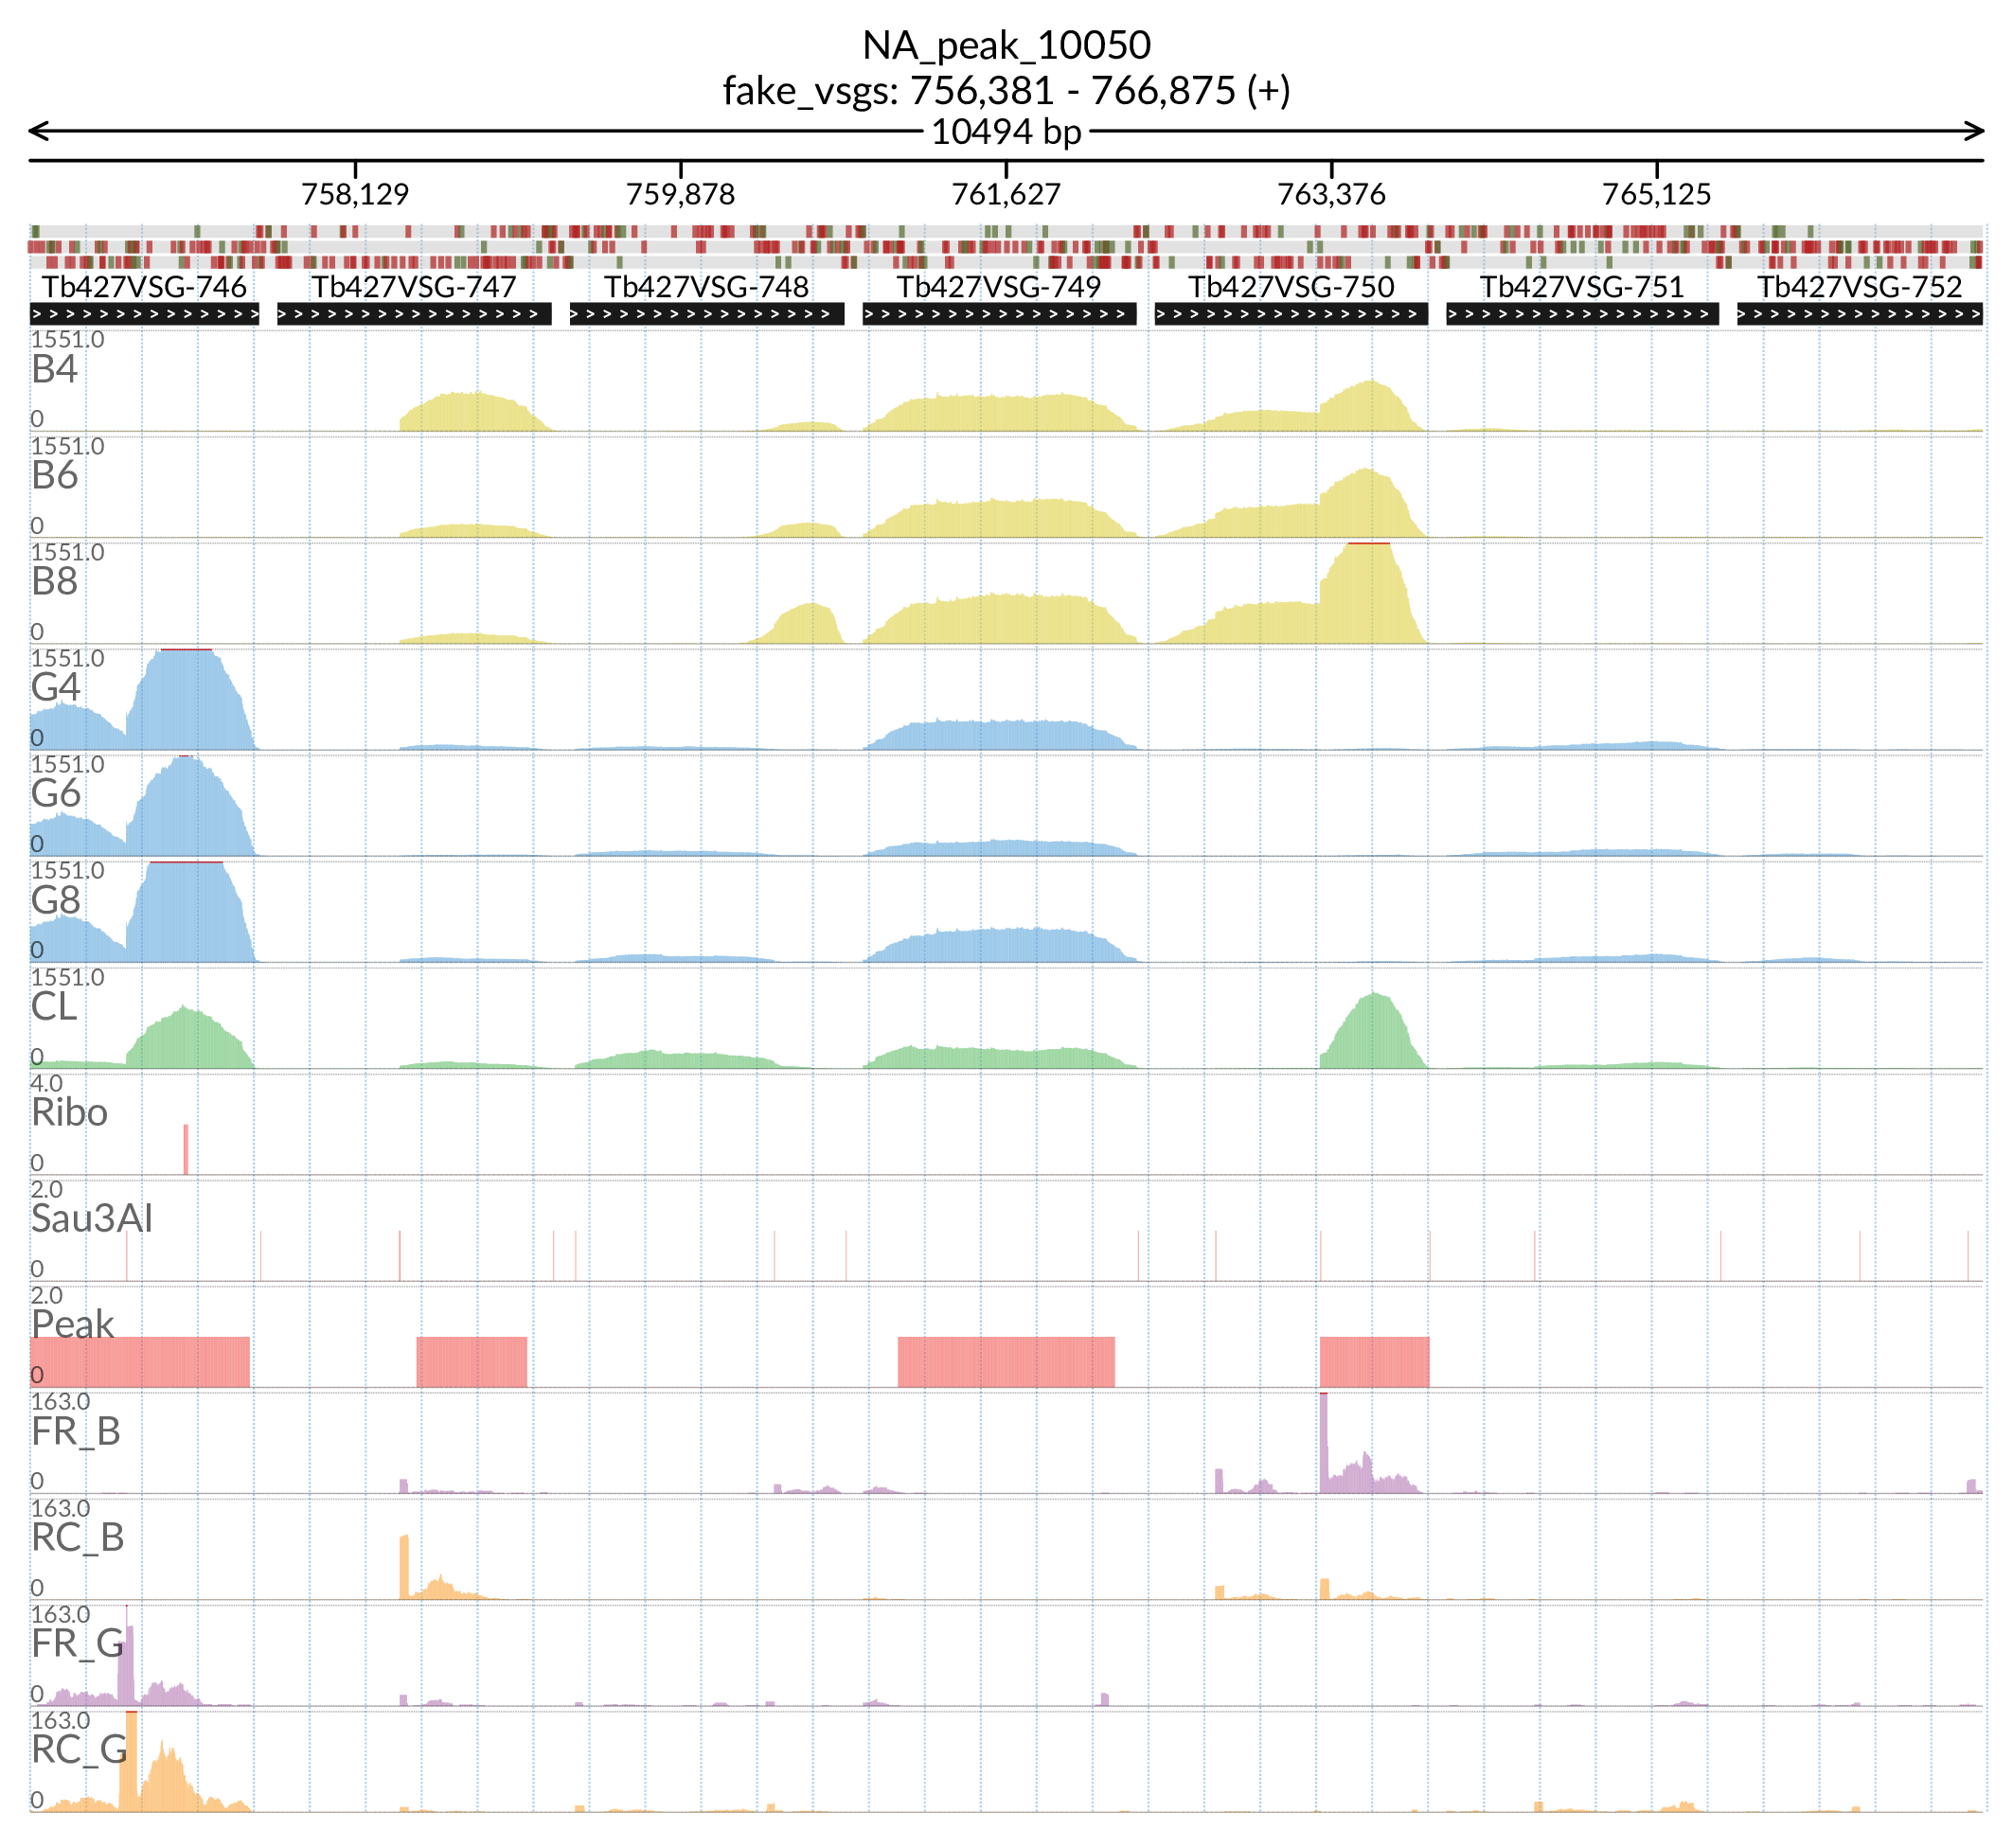 NA_peak_10050
fake_vsgs: 756,381 - 766,875 (+)
10494 bp
758,129 759,878 761,627 763,376 765,125
Tb427VSG-746 Tb427VSG-747 Tb427VSG-748 Tb427VSG-749 Tb427VSG-750 Tb427VSG-751 Tb427VSG-752
1551.0
B4
0
1551.0
B6
0
1551.0
B8
0
1551.0
G4
0
1551.0
G6
0
1551.0
G8
0
1551.0
CL
0
4.0
Ribo
0
2.0
Sau3AI
0
2.0
Peak
0
163.0
FR_B
0
163.0
RC_B
0
163.0
FR_G
0
163.0
RC_G
0